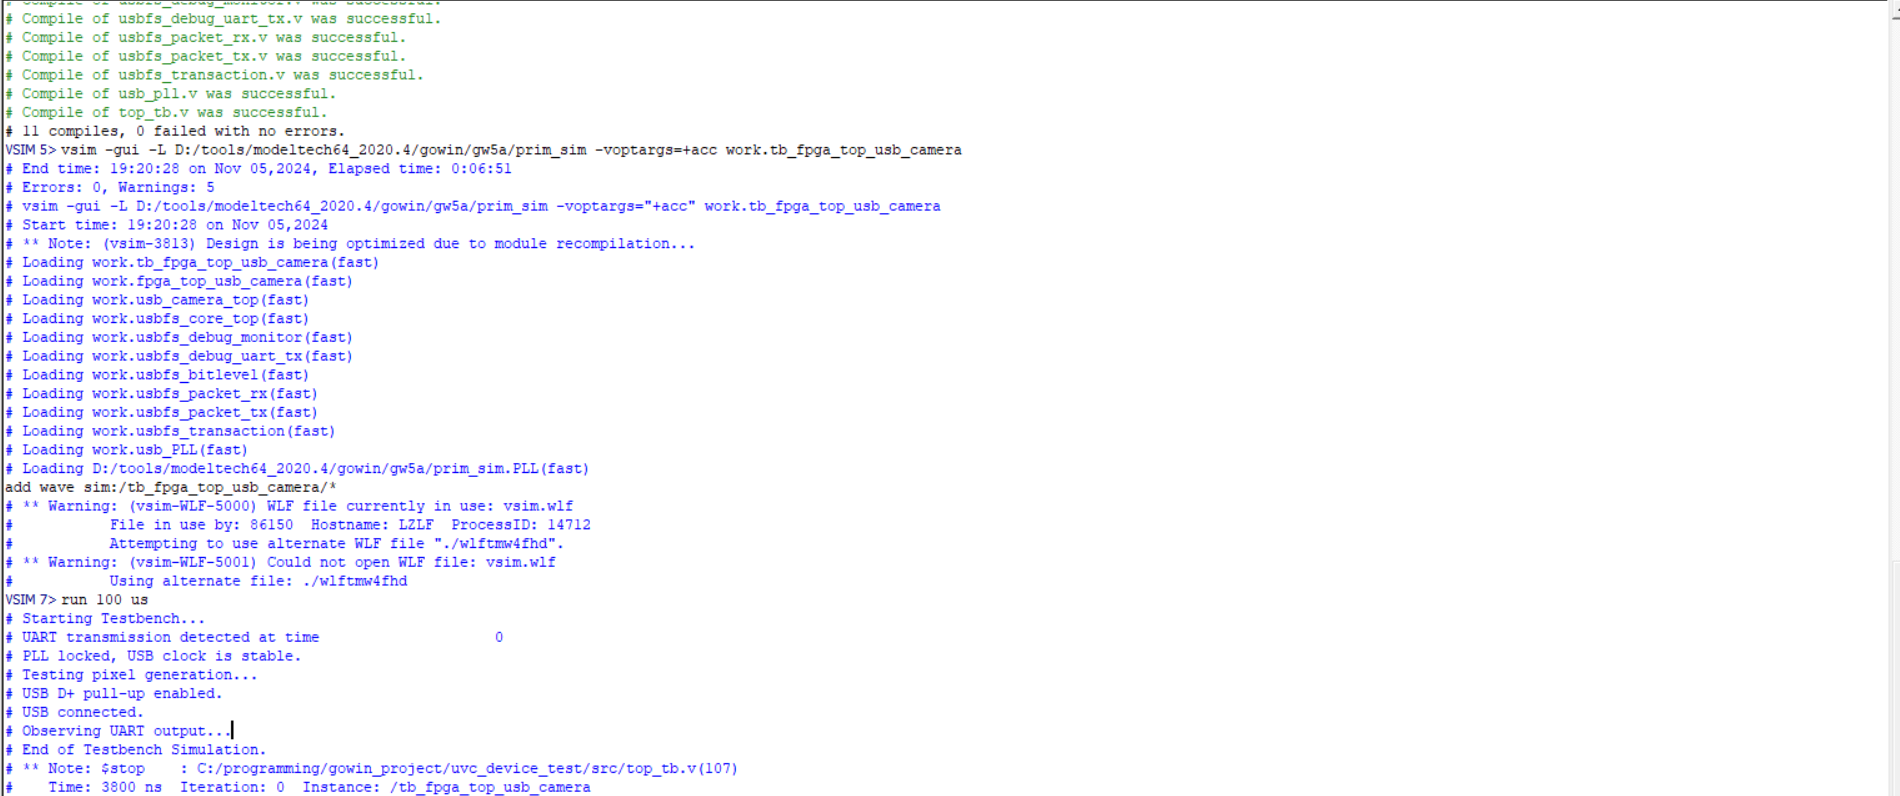 # Compile of usbfs_debug_monitor.v was successful.
# Compile of usbfs_debug_uart_tx.v was successful.
# Compile of usbfs_packet_rx.v was successful.
# Compile of usbfs_packet_tx.v was successful.
# Compile of usbfs_transaction.v was successful.
# Compile of usb_pll.v was successful.
# Compile of top_tb.v was successful.
# 11 compiles, 0 failed with no errors.
VSIM 5> vsim -gui -L D:/tools/modeltech64_2020.4/gowin/gw5a/prim_sim -voptargs=+acc work.tb_fpga_top_usb_camera
# End time: 19:20:28 on Nov 05,2024, Elapsed time: 0:06:51
# Errors: 0, Warnings: 5
# vsim -gui -L D:/tools/modeltech64_2020.4/gowin/gw5a/prim_sim -voptargs="+acc" work.tb_fpga_top_usb_camera
# Start time: 19:20:28 on Nov 05,2024
# ** Note: (vsim-3813) Design is being optimized due to module recompilation...
# Loading work.tb_fpga_top_usb_camera(fast)
# Loading work.fpga_top_usb_camera(fast)
# Loading work.usb_camera_top(fast)
# Loading work.usbfs_core_top(fast)
# Loading work.usbfs_debug_monitor(fast)
# Loading work.usbfs_debug_uart_tx(fast)
# Loading work.usbfs_bitlevel(fast)
# Loading work.usbfs_packet_rx(fast)
# Loading work.usbfs_packet_tx(fast)
# Loading work.usbfs_transaction(fast)
# Loading work.usb_PLL(fast)
# Loading D:/tools/modeltech64_2020.4/gowin/gw5a/prim_sim.PLL(fast)
add wave sim:/tb_fpga_top_usb_camera/*
# ** Warning: (vsim-WLF-5000) WLF file currently in use: vsim.wlf
#           File in use by: 86150  Hostname: LZLF  ProcessID: 14712
#           Attempting to use alternate WLF file "./wlftmw4fhd".
# ** Warning: (vsim-WLF-5001) Could not open WLF file: vsim.wlf
#           Using alternate file: ./wlftmw4fhd
VSIM 7> run 100 us
# Starting Testbench...
# UART transmission detected at time                    0
# PLL locked, USB clock is stable.
# Testing pixel generation...
# USB D+ pull-up enabled.
# USB connected.
# Observing UART output...
# End of Testbench Simulation.
# ** Note: $stop    : C:/programming/gowin_project/uvc_device_test/src/top_tb.v(107)
#    Time: 3800 ns  Iteration: 0  Instance: /tb_fpga_top_usb_camera